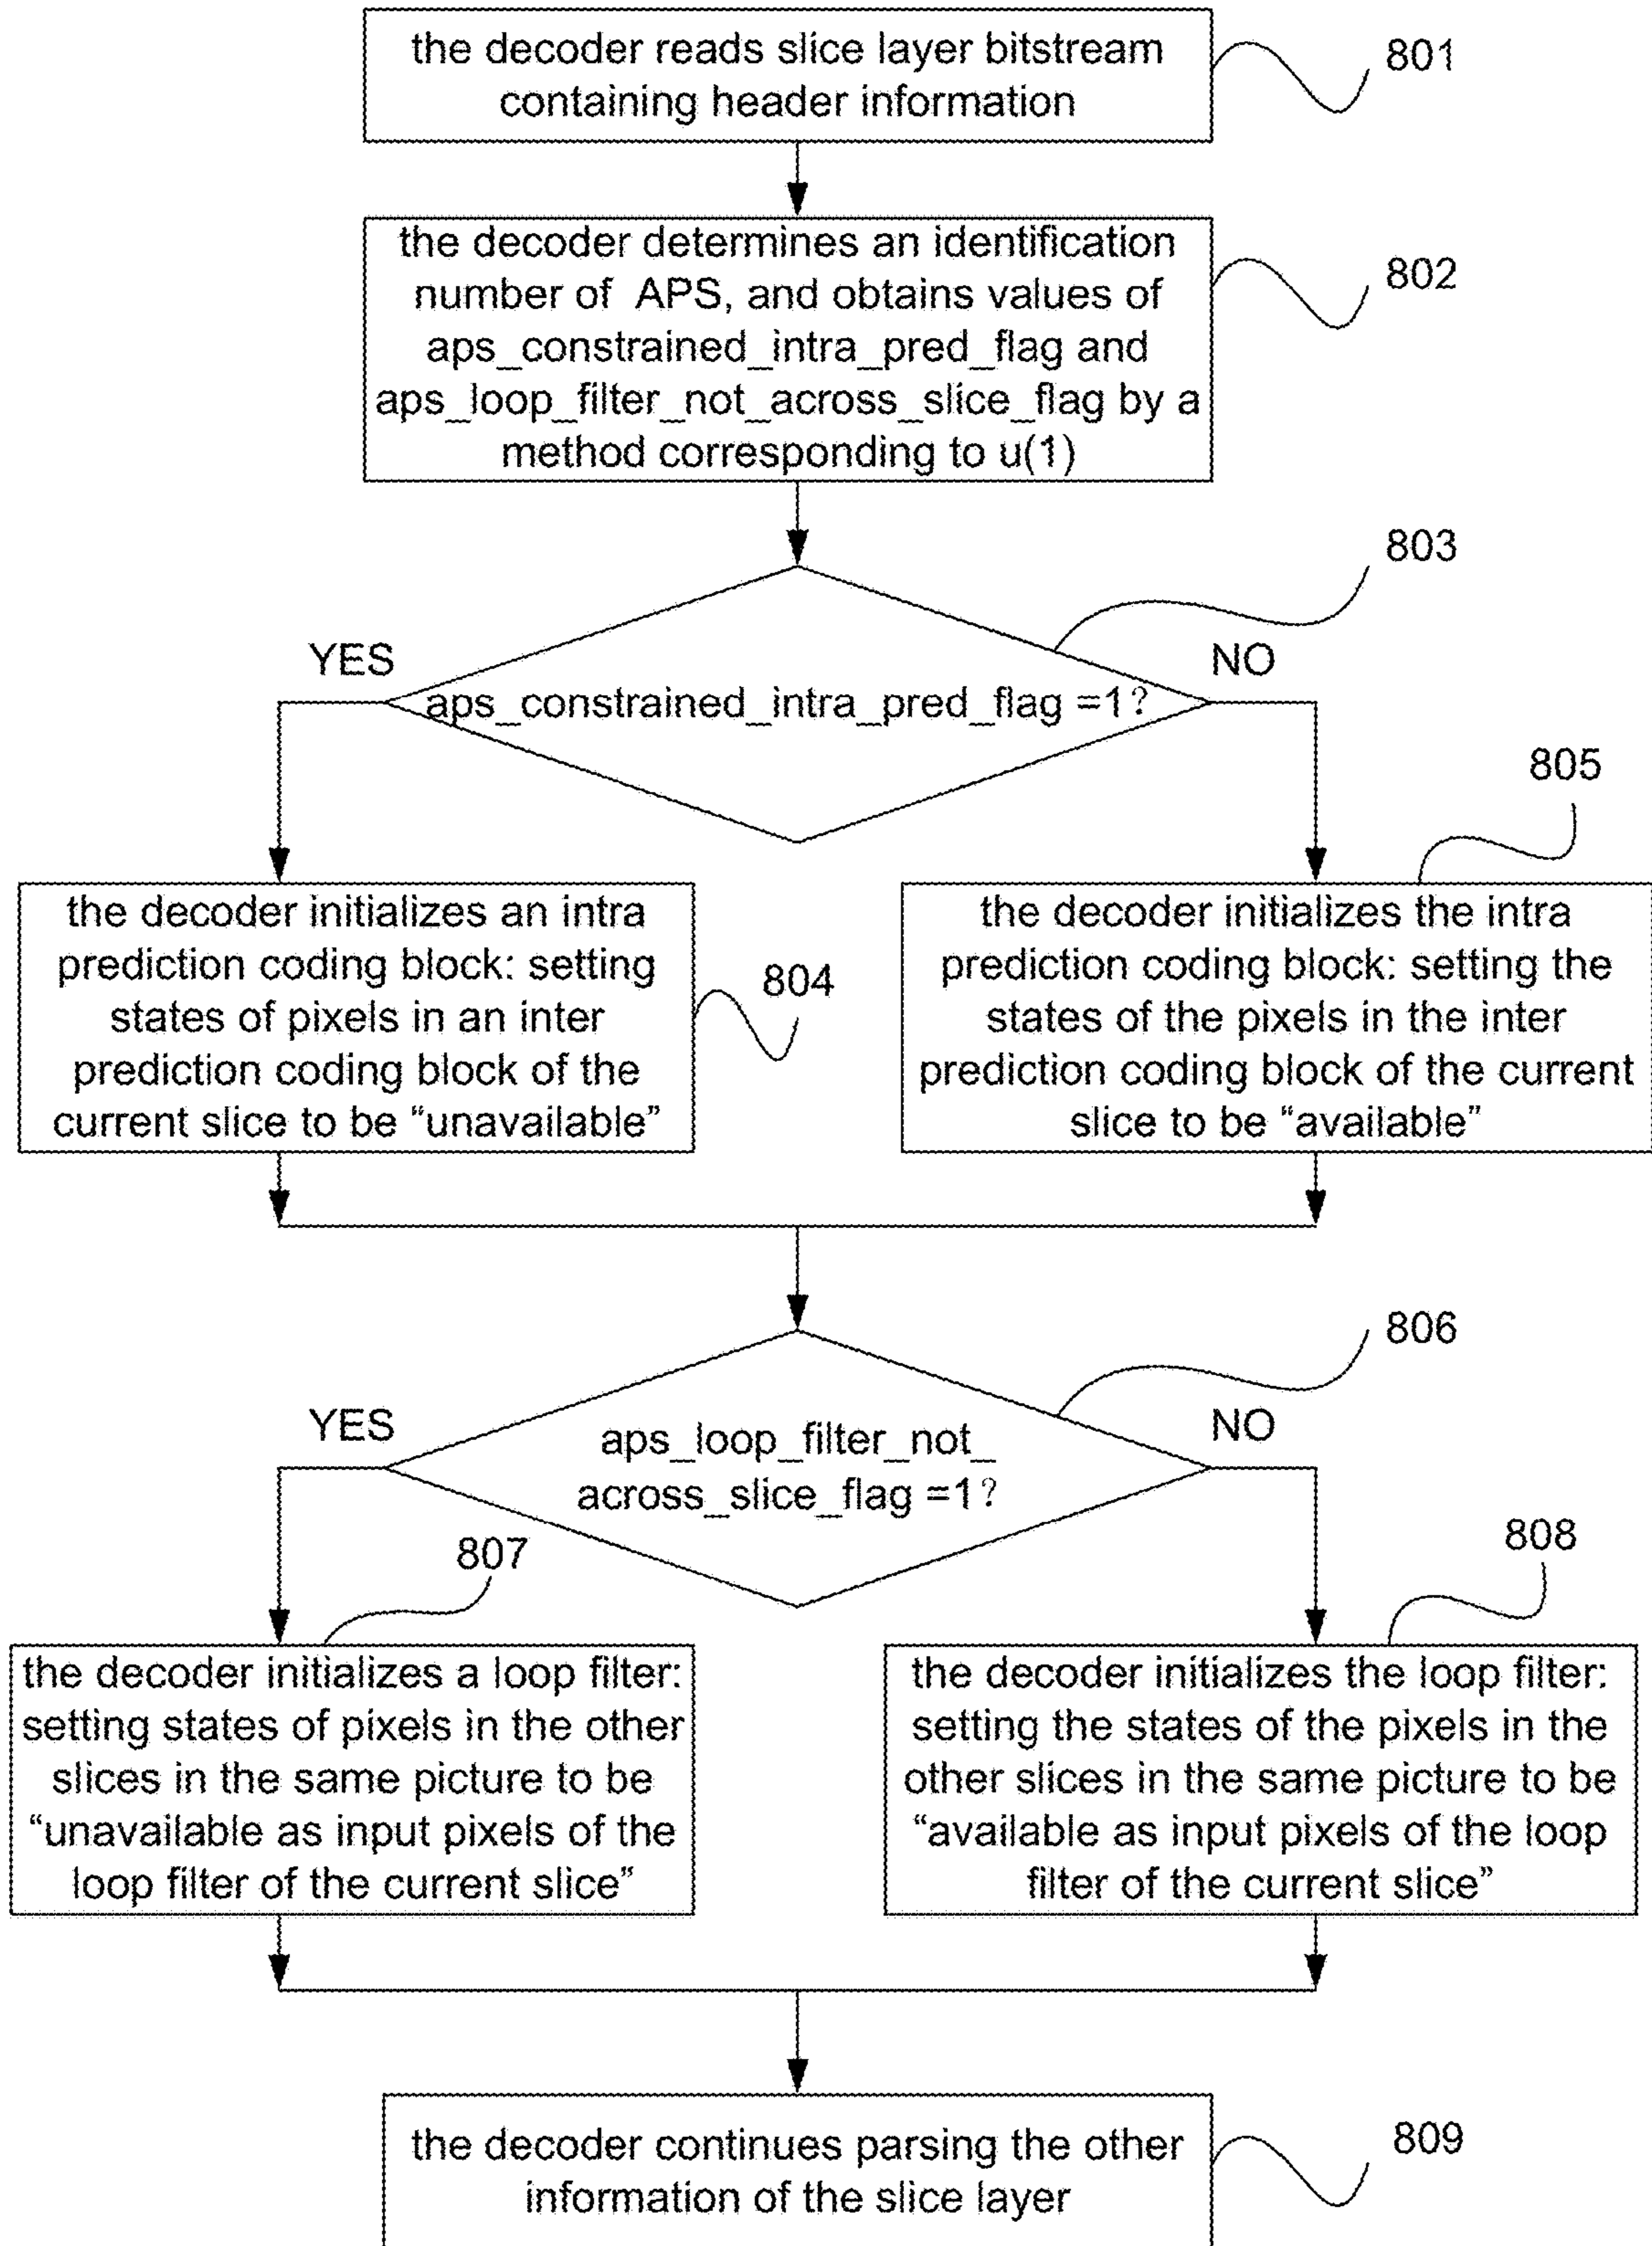 the decoder reads slice layer bitstream
containing header information
801
the decoder determines an identification
number of APS, and obtains values of
aps_constrained_intra_pred_flag and
aps_loop_filter_not_across_slice_flag by a
method corresponding to u(1)
802
803
YES
NO
aps_constrained_intra_pred_flag =1?
805
the decoder initializes an intra
prediction coding block: setting
states of pixels in an inter
prediction coding block of the
current slice to be “unavailable”
804
the decoder initializes the intra
prediction coding block: setting the
states of the pixels in the inter
prediction coding block of the current
slice to be “available”
806
YES
NO
aps_loop_filter_not_
across_slice_flag =1?
807
808
the decoder initializes a loop filter:
setting states of pixels in the other
slices in the same picture to be
“unavailable as input pixels of the
loop filter of the current slice”
the decoder initializes the loop filter:
setting the states of the pixels in the
other slices in the same picture to be
“available as input pixels of the loop
filter of the current slice”
the decoder continues parsing the other
information of the slice layer
809